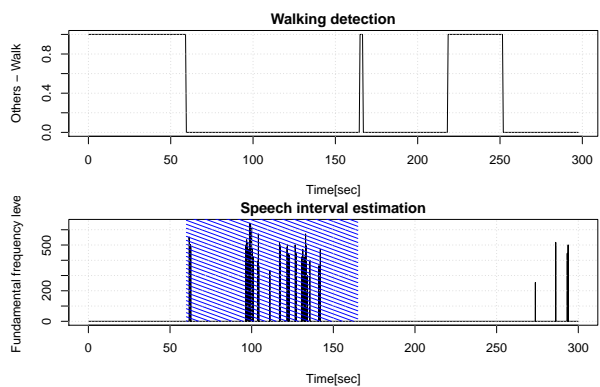 Walking detection
Others − Walk
0.0 0.4 0.8
0 50 100 150 200 250 300
Time[sec]
Speech interval estimation
Fundamental frequency leve
0 200 500
0 50 100 150 200 250 300
Time[sec]